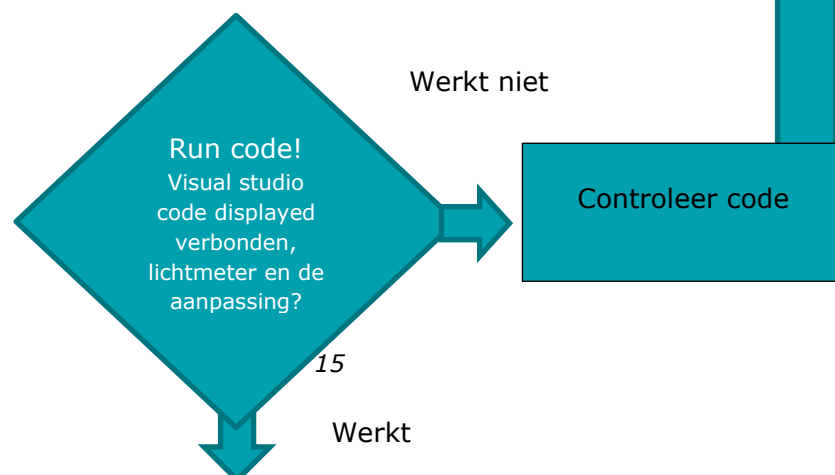 Werkt niet
Run code!
Visual studio
code displayed
verbonden,
lichtmeter en de
aanpassing?
Controleer code
15
Werkt